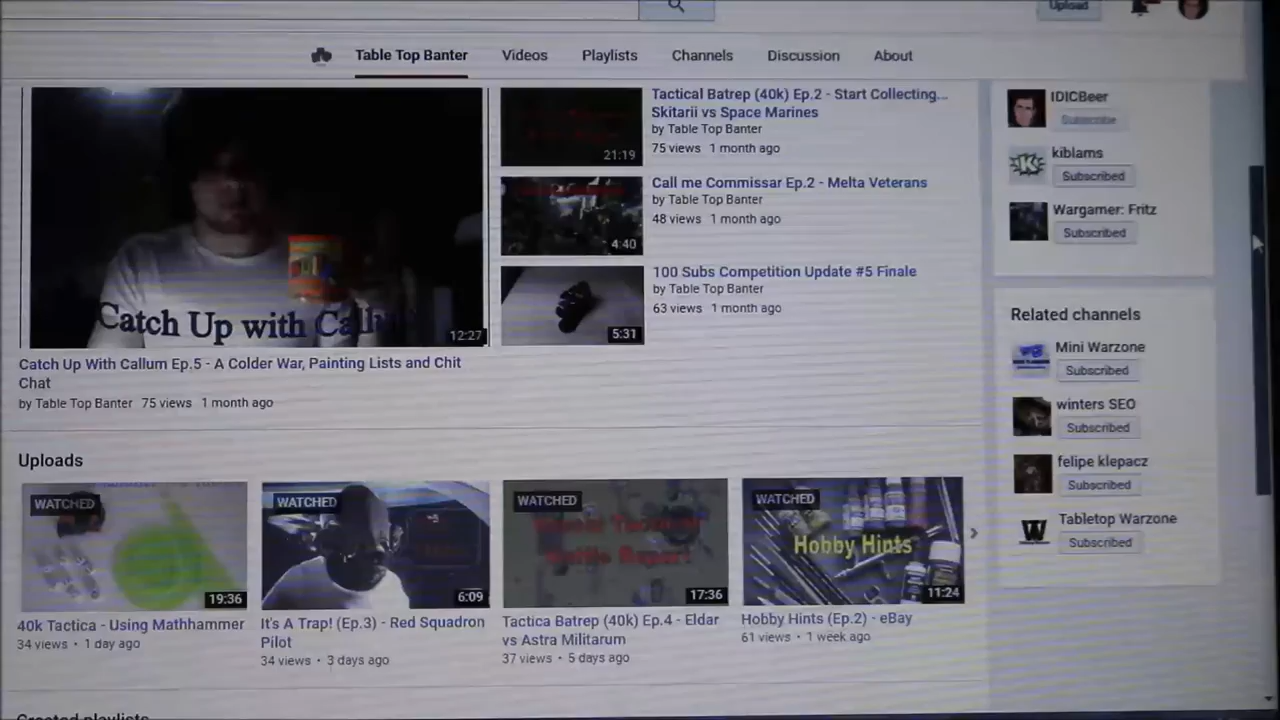 Upload
Table Top Banter
Videos
Playlists
Channels
Discussion
About
Catch Up with
12:27
Catch Up With Callum Ep.5 - A Colder War, Painting Lists and Chit
Chat
by Table Top Banter 75 views 1 month ago
21:19
Tactical Batrep (40k) Ep.2 - Start Collecting...
Skitarii vs Space Marines
by Table Top Banter
75 views 1 month ago
4:40
Call me Commissar Ep.2 - Melta Veterans
by Table Top Banter
48 views 1 month ago
5:31
100 Subs Competition Update #5 Finale
by Table Top Banter
63 views 1 month ago
IDICBeer
Subscribe
kiblams
Subscribed
Wargamer: Fritz
Subscribed
Related channels
Mini Warzone
Subscribed
winters SEO
Subscribed
felipe klepacz
Subscribed
Tabletop Warzone
Subscribed
Uploads
WATCHED
19:36
40k Tactica - Using Mathhammer
34 views • 1 day ago
WATCHED
6:09
It's A Trap! (Ep.3) - Red Squadron
Pilot
34 views • 3 days ago
WATCHED
Battle Report
17:36
Tactica Batrep (40k) Ep.4 - Eldar
vs Astra Militarum
37 views • 5 days ago
WATCHED
Hobby Hints
11:24
Hobby Hints (Ep.2) - eBay
61 views • 1 week ago
Created playlists